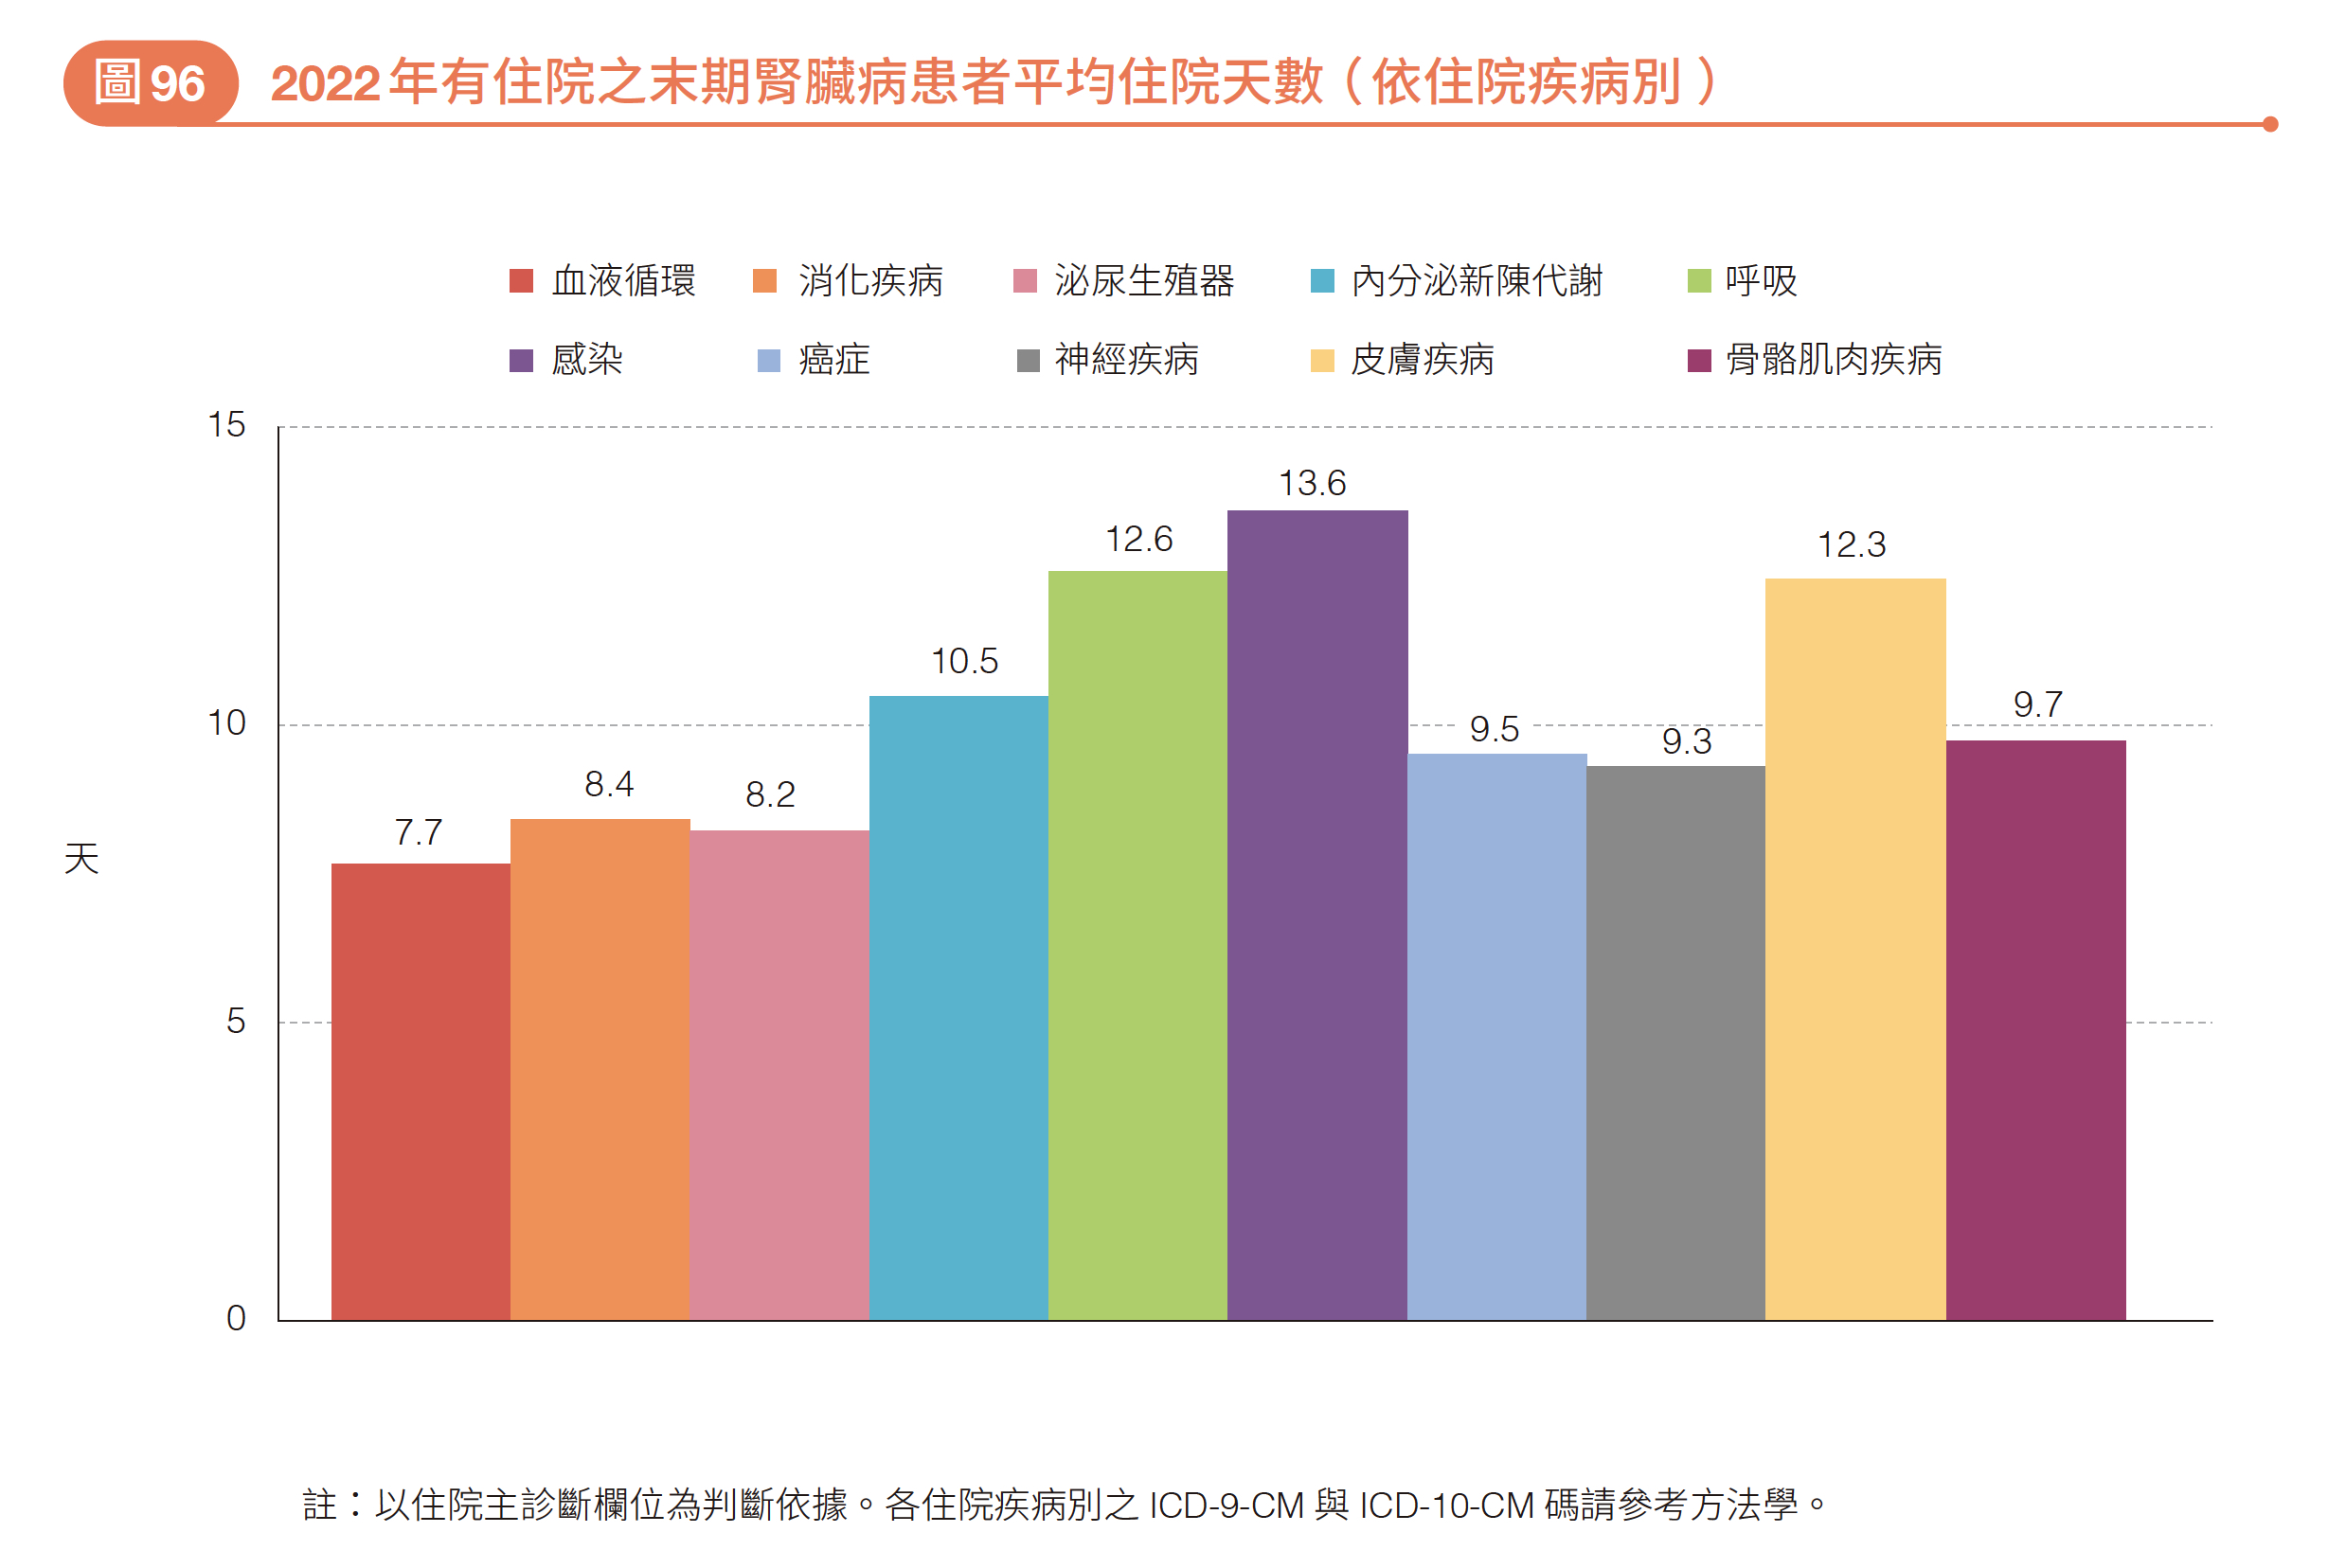 圖 96 2022 年有住院之末期腎臟病患者平均住院天數（依住院疾病別）
血液循環 消化疾病 泌尿生殖器 內分泌新陳代謝 呼吸
感染 癌症 神經疾病 皮膚疾病 骨骼肌肉疾病
15
13.6
12.6
12.3
10.5
9.7
10
9.5
9.3
8.4
8.2
7.7
天
5
0
註：以住院主診斷欄位為判斷依據。各住院疾病別之 ICD-9-CM 與 ICD-10-CM 碼請參考方法學。